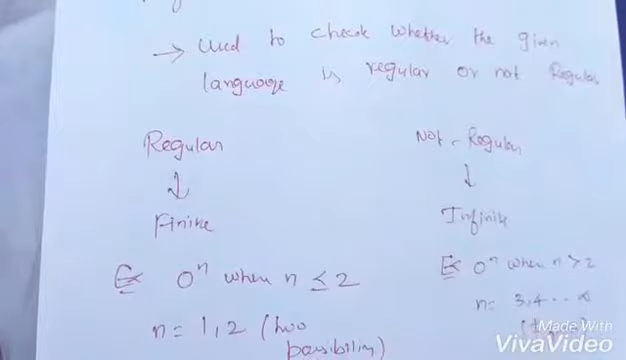 → Used to check whether the given
language is regular or not Regular
Regular
↓
Finite
Ex 0ⁿ when n ≤ 2
n = 1, 2 (two
possibility)
Not - Regular
↓
Infinite
Ex 0ⁿ when n > 2
n = 3, 4 . . ∞
Made With
VivaVideo